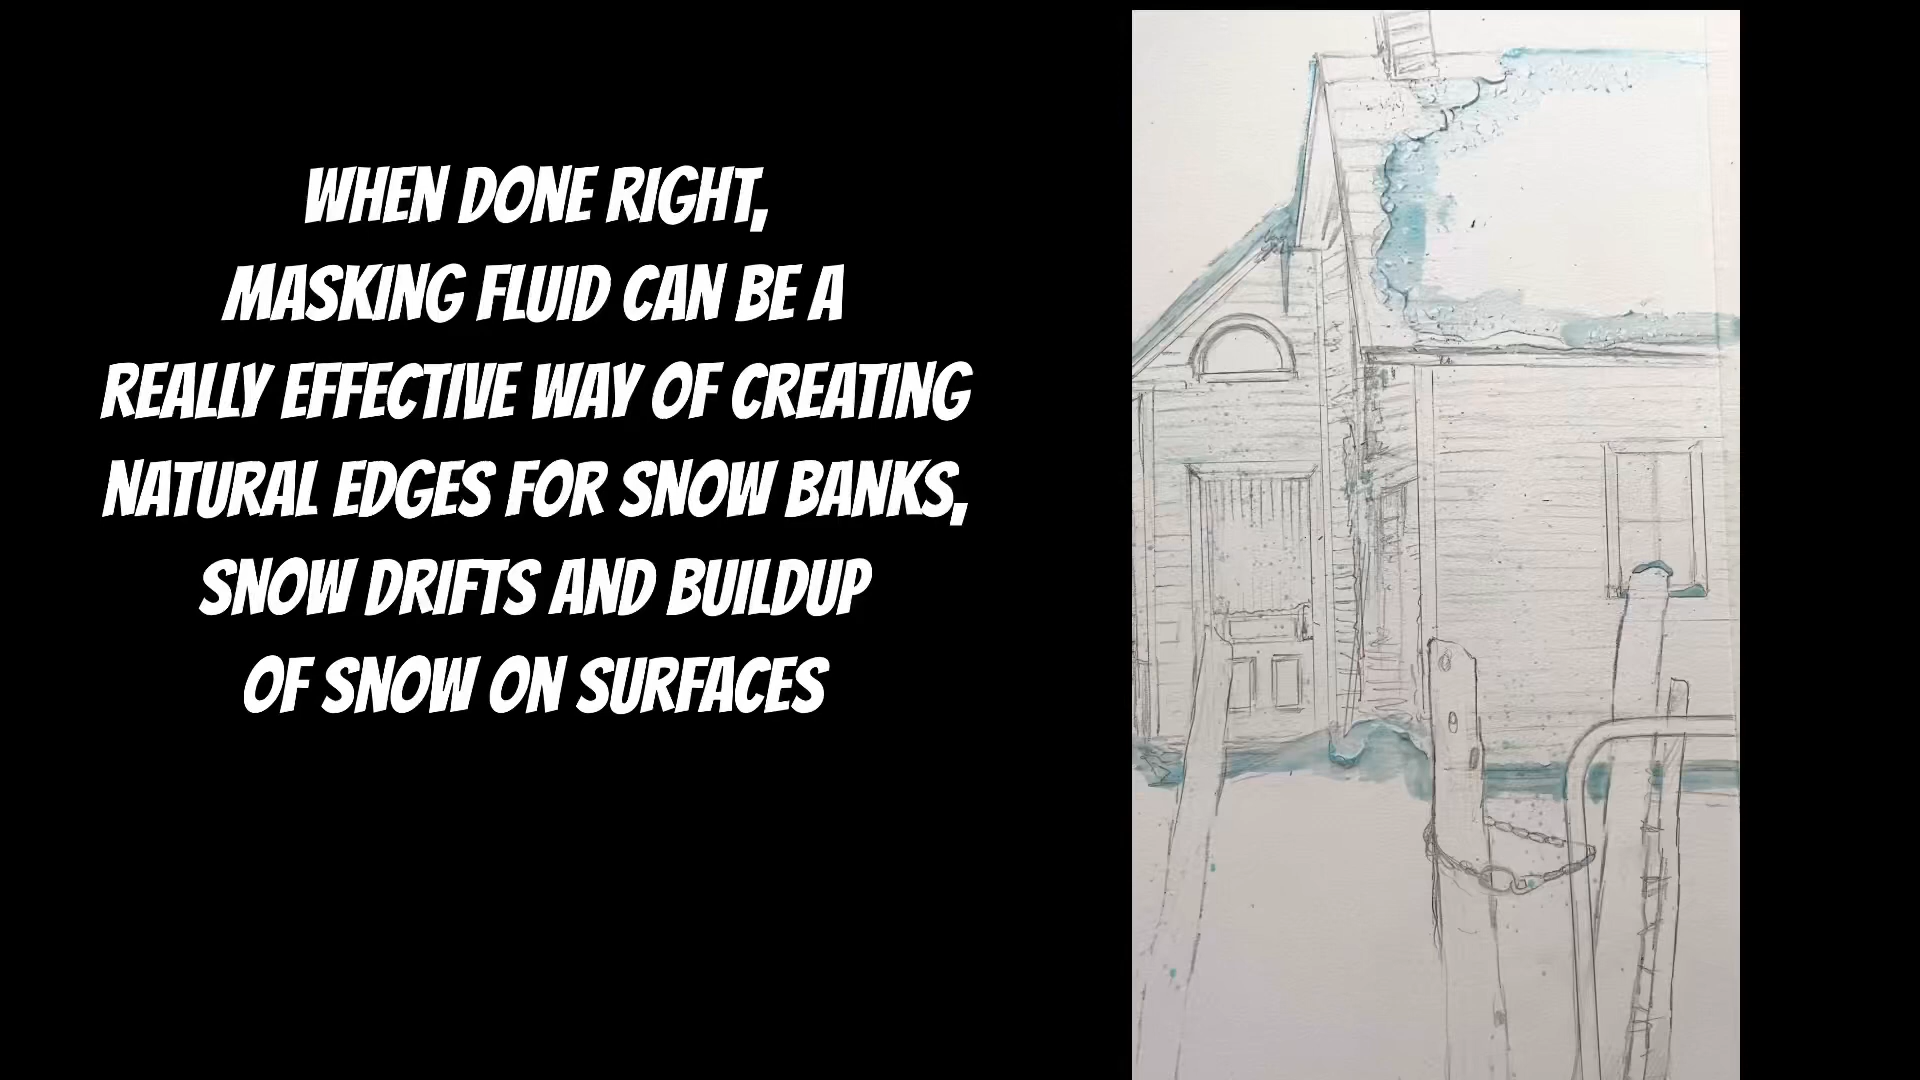 WHEN DONE RIGHT,
MASKING FLUID CAN BE A
REALLY EFFECTIVE WAY OF CREATING
NATURAL EDGES FOR SNOW BANKS,
SNOW DRIFTS AND BUILDUP
OF SNOW ON SURFACES